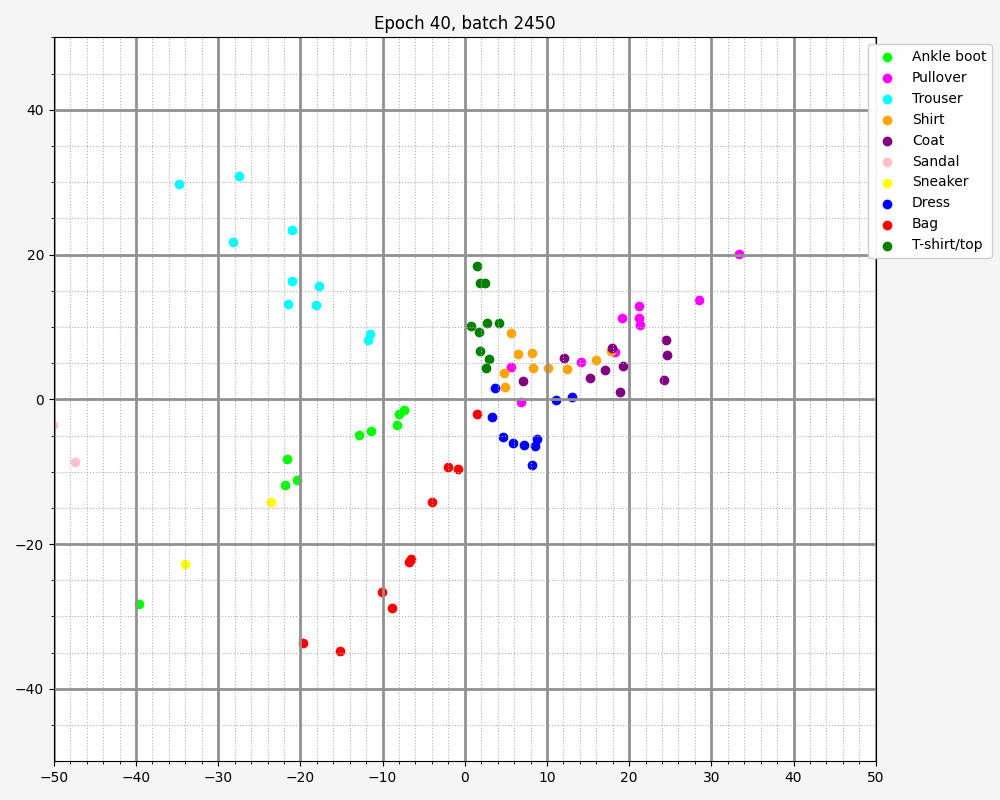 Epoch 40, batch 2450
Ankle boot
Pullover
Trouser
Shirt
Coat
Sandal
Sneaker
Dress
Bag
T-shirt/top
40
20
0
−20
−40
−50 −40 −30 −20 −10 0 10 20 30 40 50